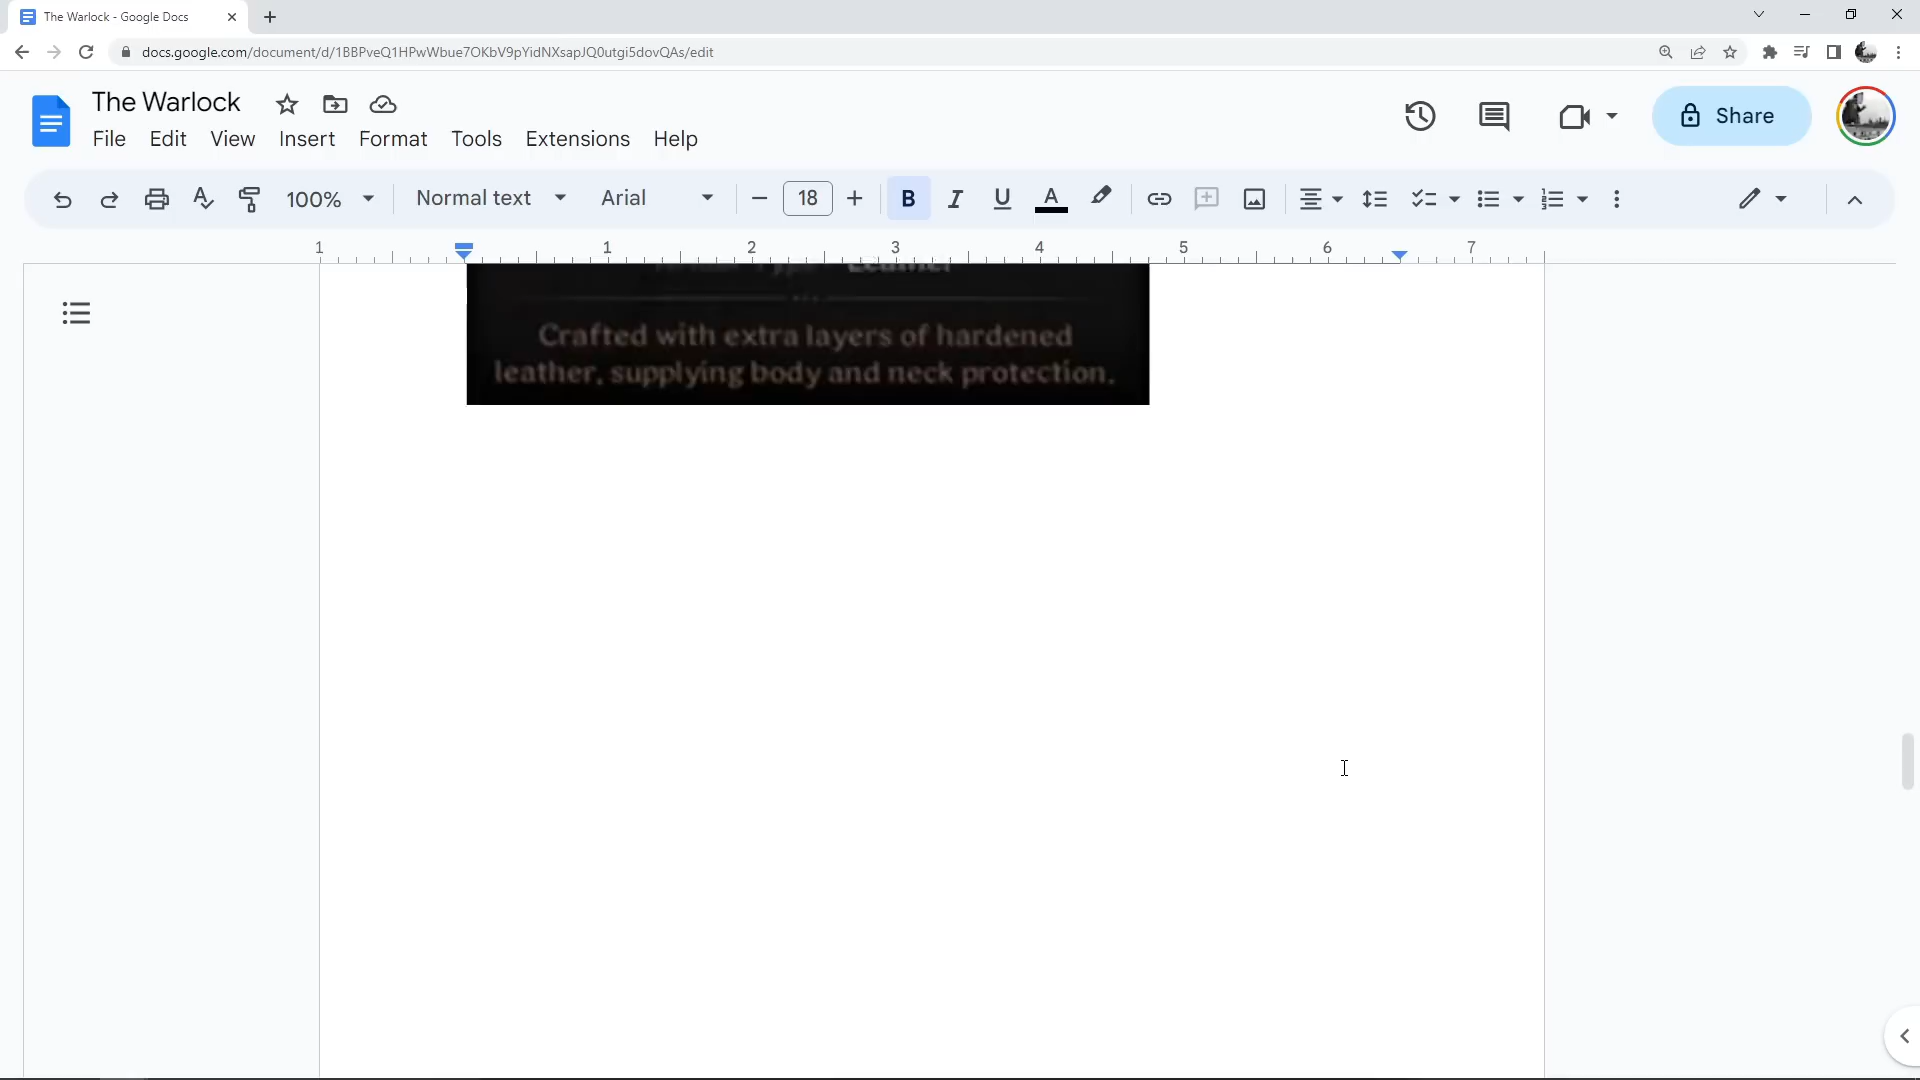 The Warlock - Google Docs
docs.google.com/document/d/1BBPveQ1HPwWbue7OKbV9pYidNXsapJQ0utgi5dovQAs/edit
The Warlock
Share
File Edit View Insert Format Tools Extensions Help
100% Normal text Arial 18 B I U A
1 1 2 3 4 5 6 7
Leather
Crafted with extra layers of hardened
leather, supplying body and neck protection.